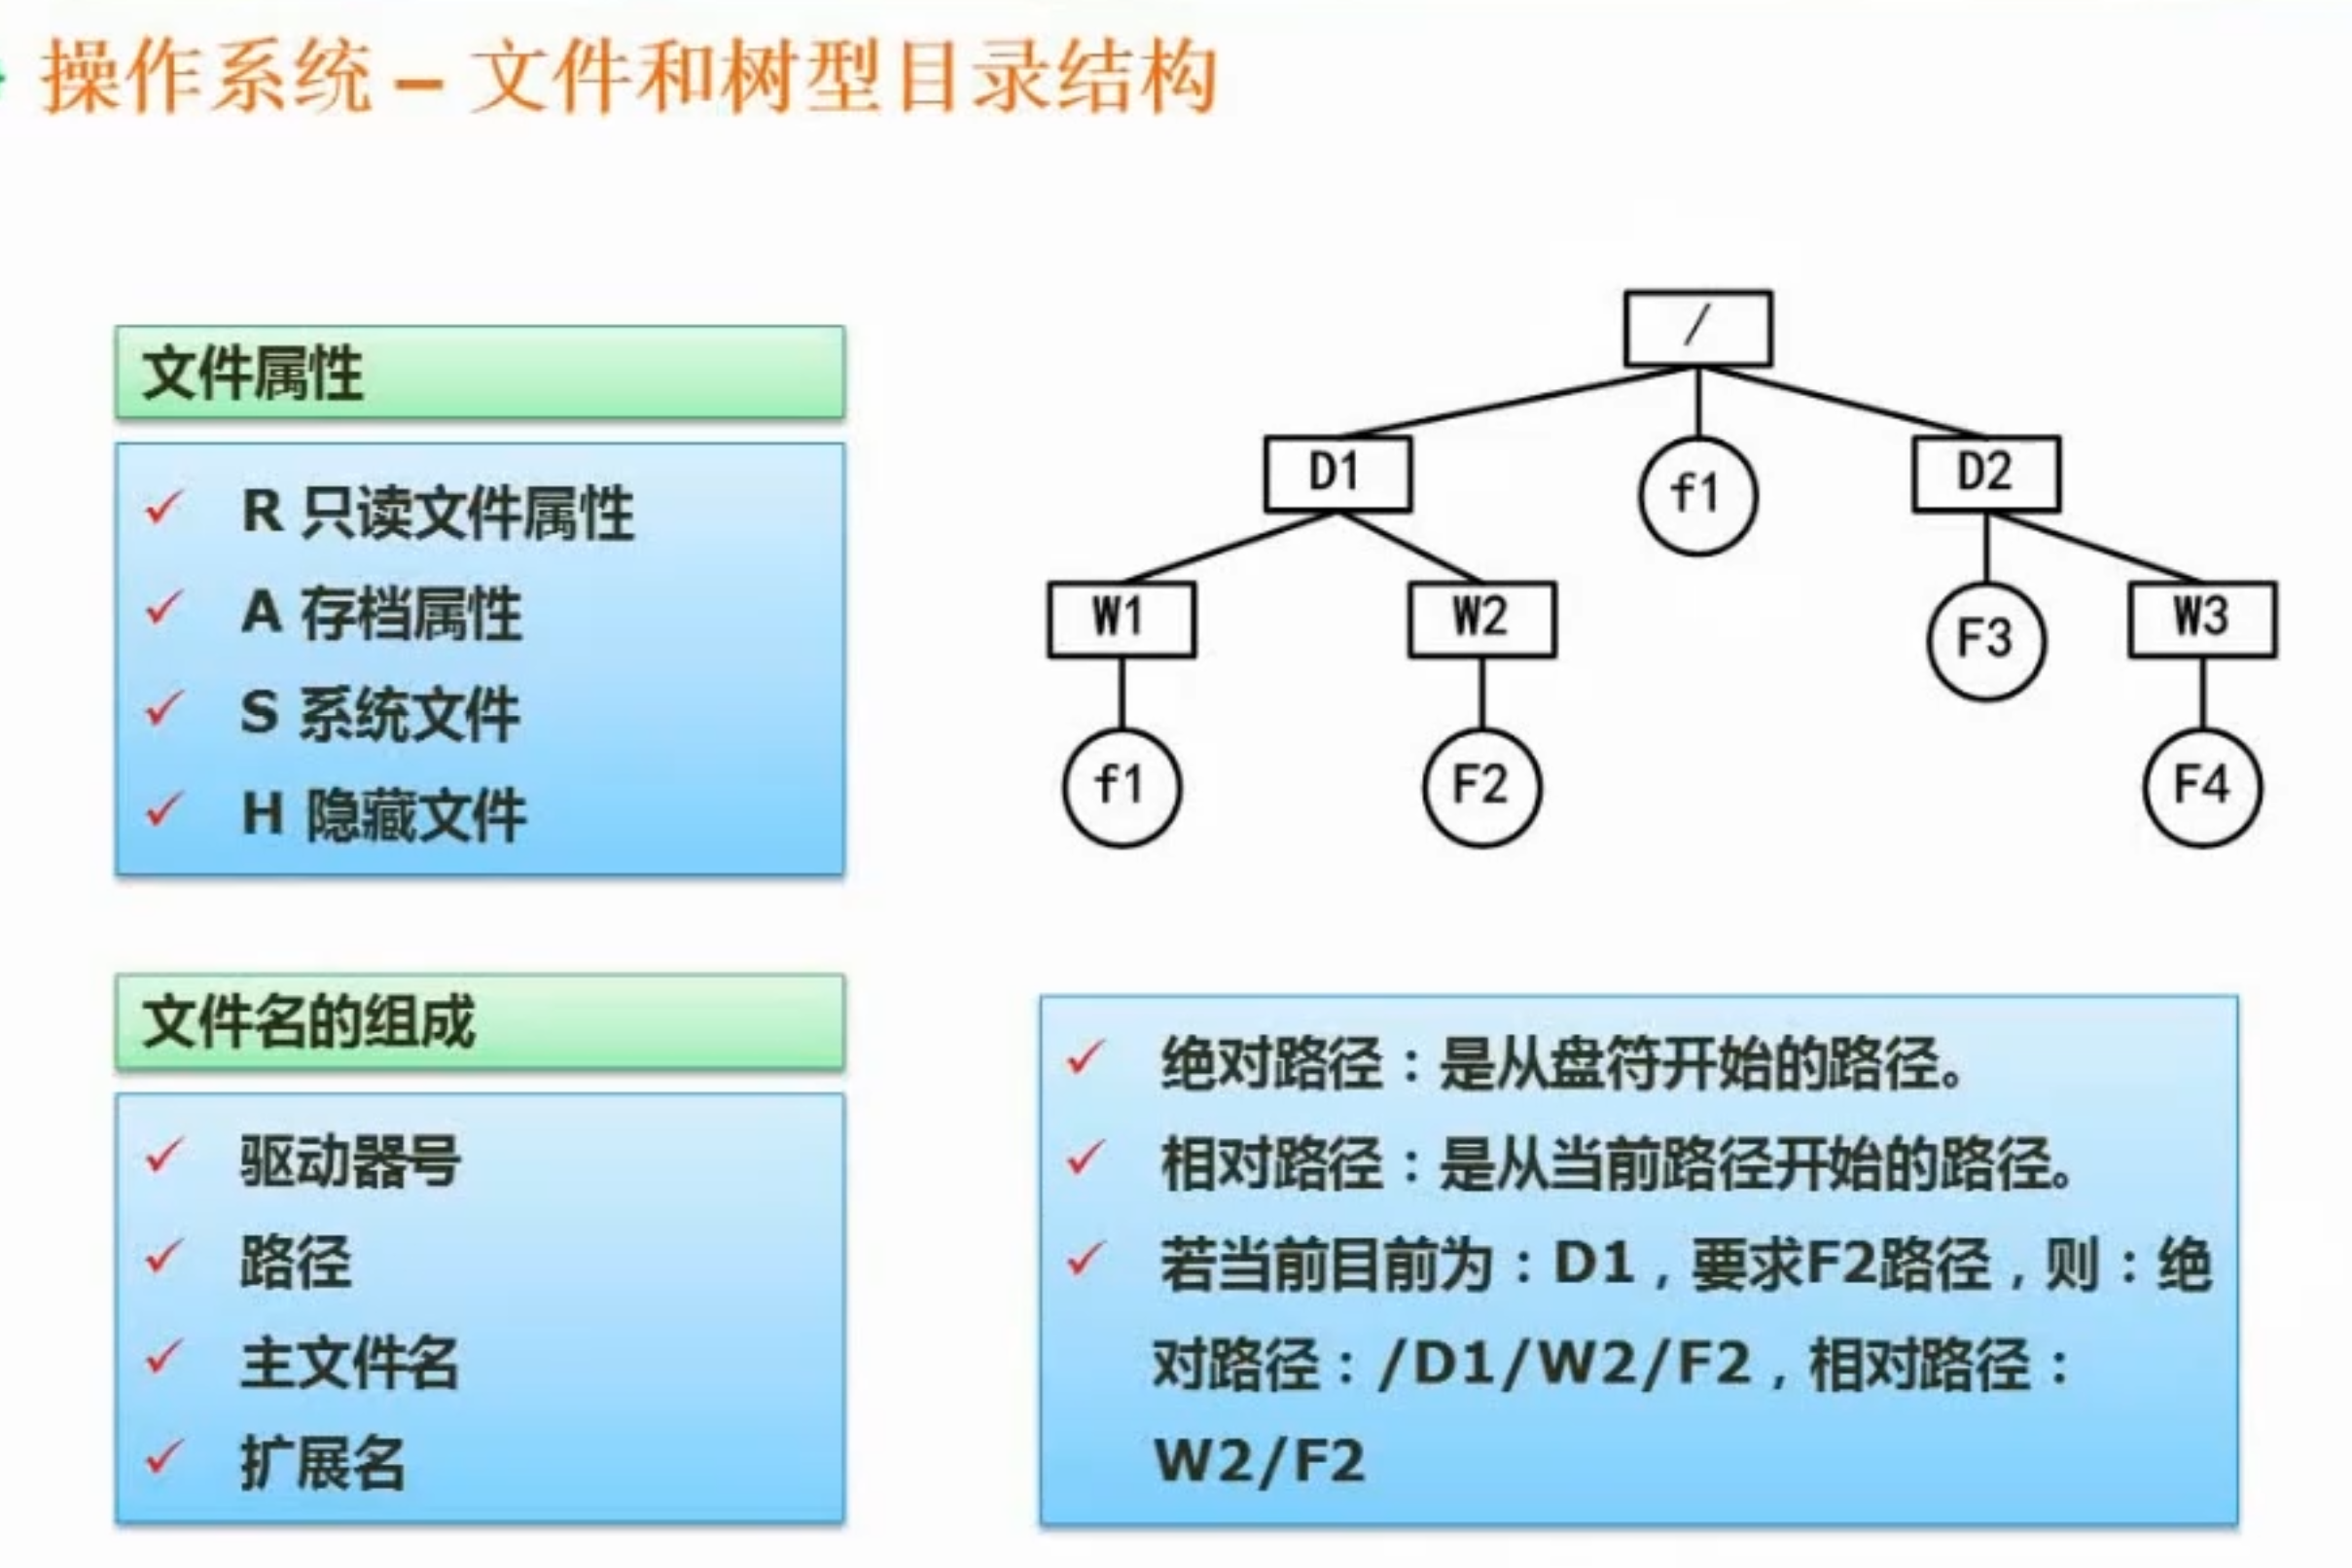 操作系统 – 文件和树型目录结构
文件属性
R 只读文件属性
A 存档属性
S 系统文件
H 隐藏文件
/
D1
f1
D2
W1
W2
F3
W3
f1
F2
F4
文件名的组成
驱动器号
路径
主文件名
扩展名
绝对路径：是从盘符开始的路径。
相对路径：是从当前路径开始的路径。
若当前目前为：D1，要求F2路径，则：绝
对路径：/D1/W2/F2，相对路径：
W2/F2